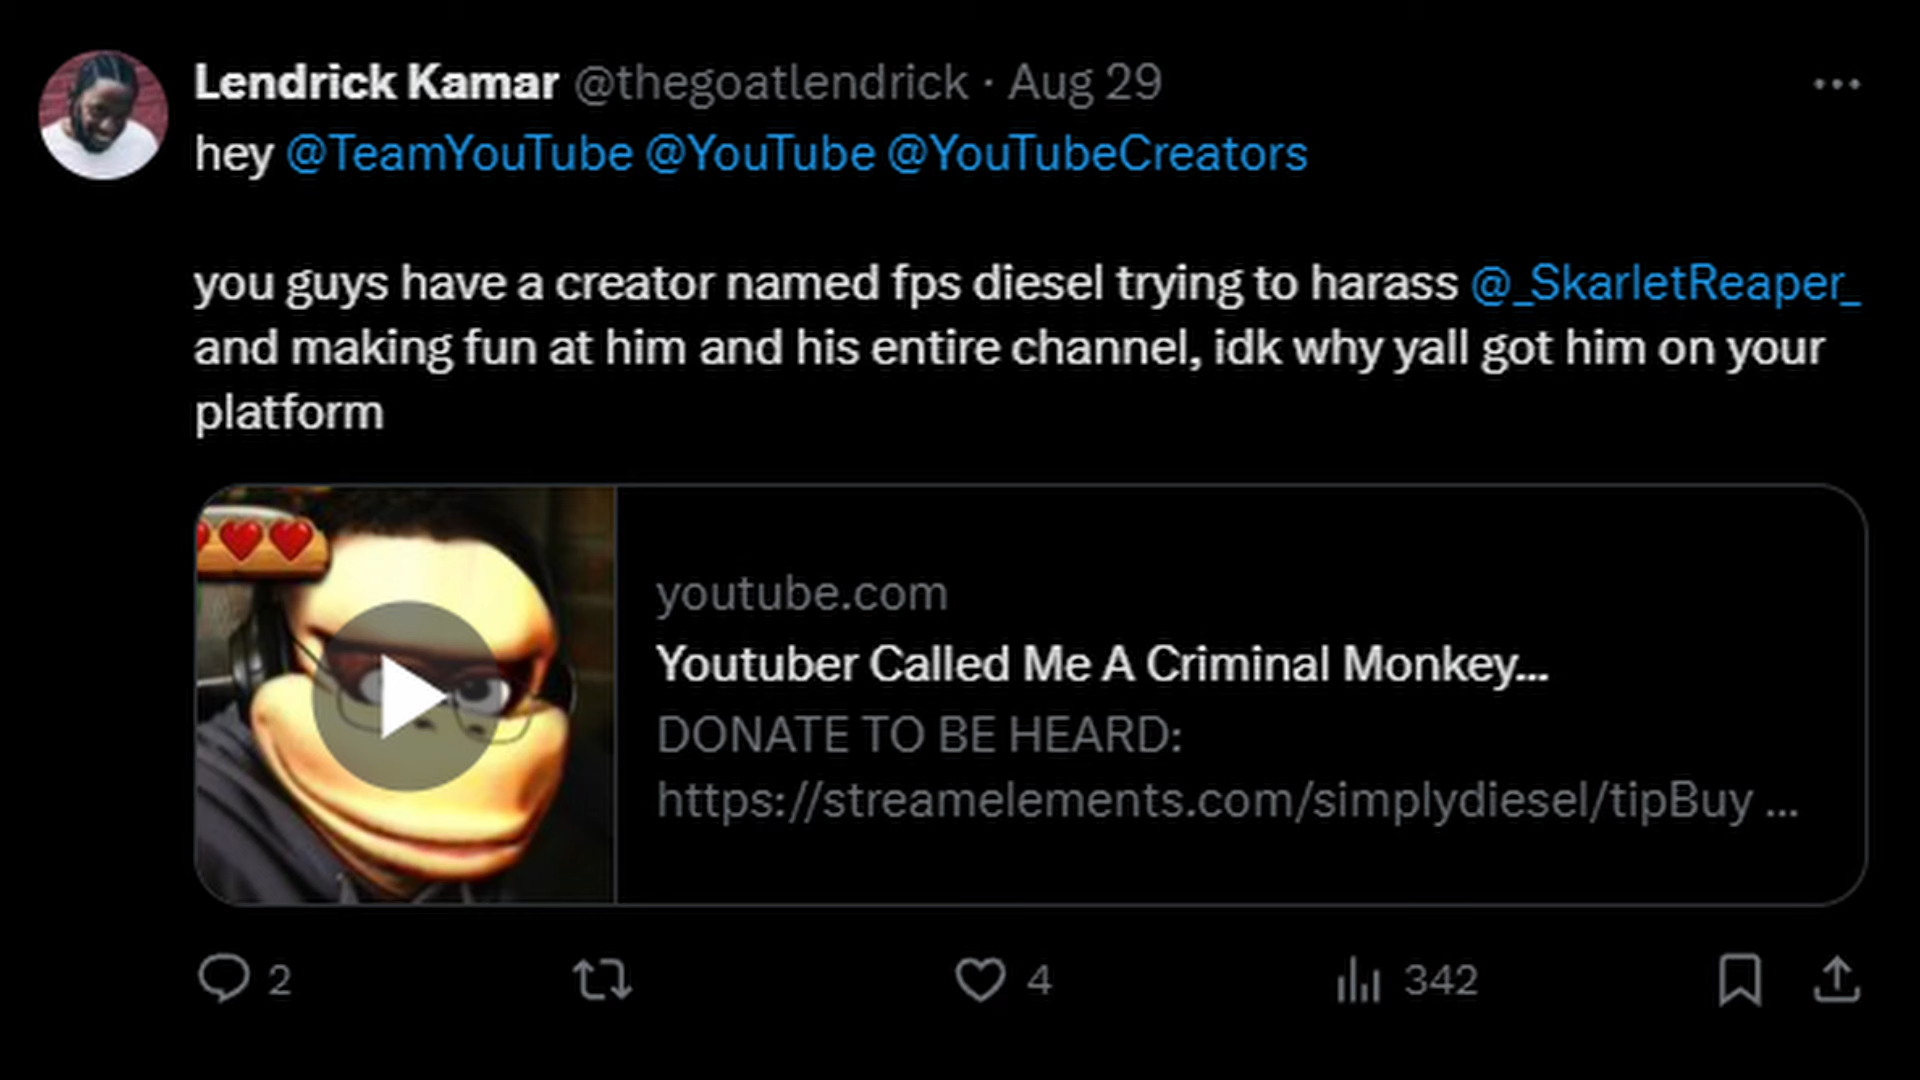 Lendrick Kamar @thegoatlendrick · Aug 29
hey @TeamYouTube @YouTube @YouTubeCreators
you guys have a creator named fps diesel trying to harass @_SkarletReaper_
and making fun at him and his entire channel, idk why yall got him on your
platform
youtube.com
Youtuber Called Me A Criminal Monkey...
DONATE TO BE HEARD:
https://streamelements.com/simplydiesel/tipBuy ...
2 4 342